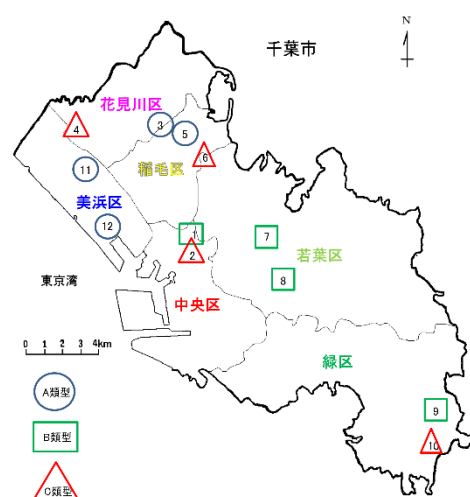 N
千葉市
花見川区
4
3
5
6
稲毛区
11
美浜区
12
1
2
7
若葉区
8
東京湾
中央区
0 1 2 3 4km
緑区
A類型
9
B類型
10
C類型